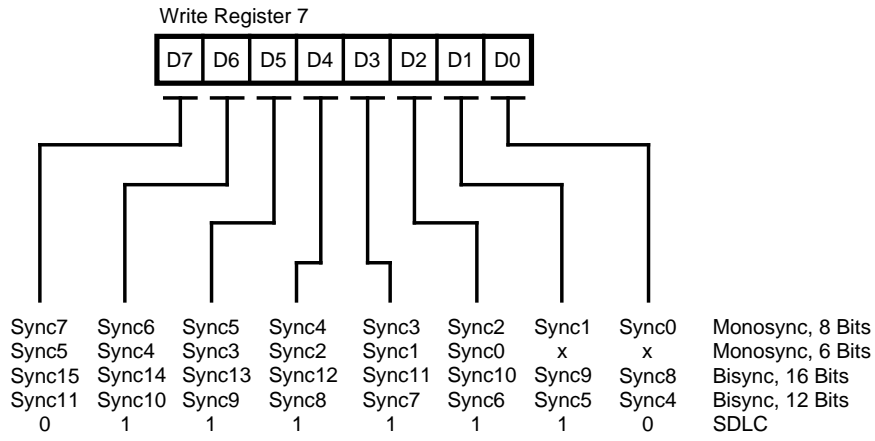 Write Register 7
D7 D6 D5 D4 D3 D2 D1 D0
Sync7 Sync6 Sync5 Sync4 Sync3 Sync2 Sync1 Sync0 Monosync, 8 Bits
Sync5 Sync4 Sync3 Sync2 Sync1 Sync0 x x Monosync, 6 Bits
Sync15 Sync14 Sync13 Sync12 Sync11 Sync10 Sync9 Sync8 Bisync, 16 Bits
Sync11 Sync10 Sync9 Sync8 Sync7 Sync6 Sync5 Sync4 Bisync, 12 Bits
0 1 1 1 1 1 1 0 SDLC